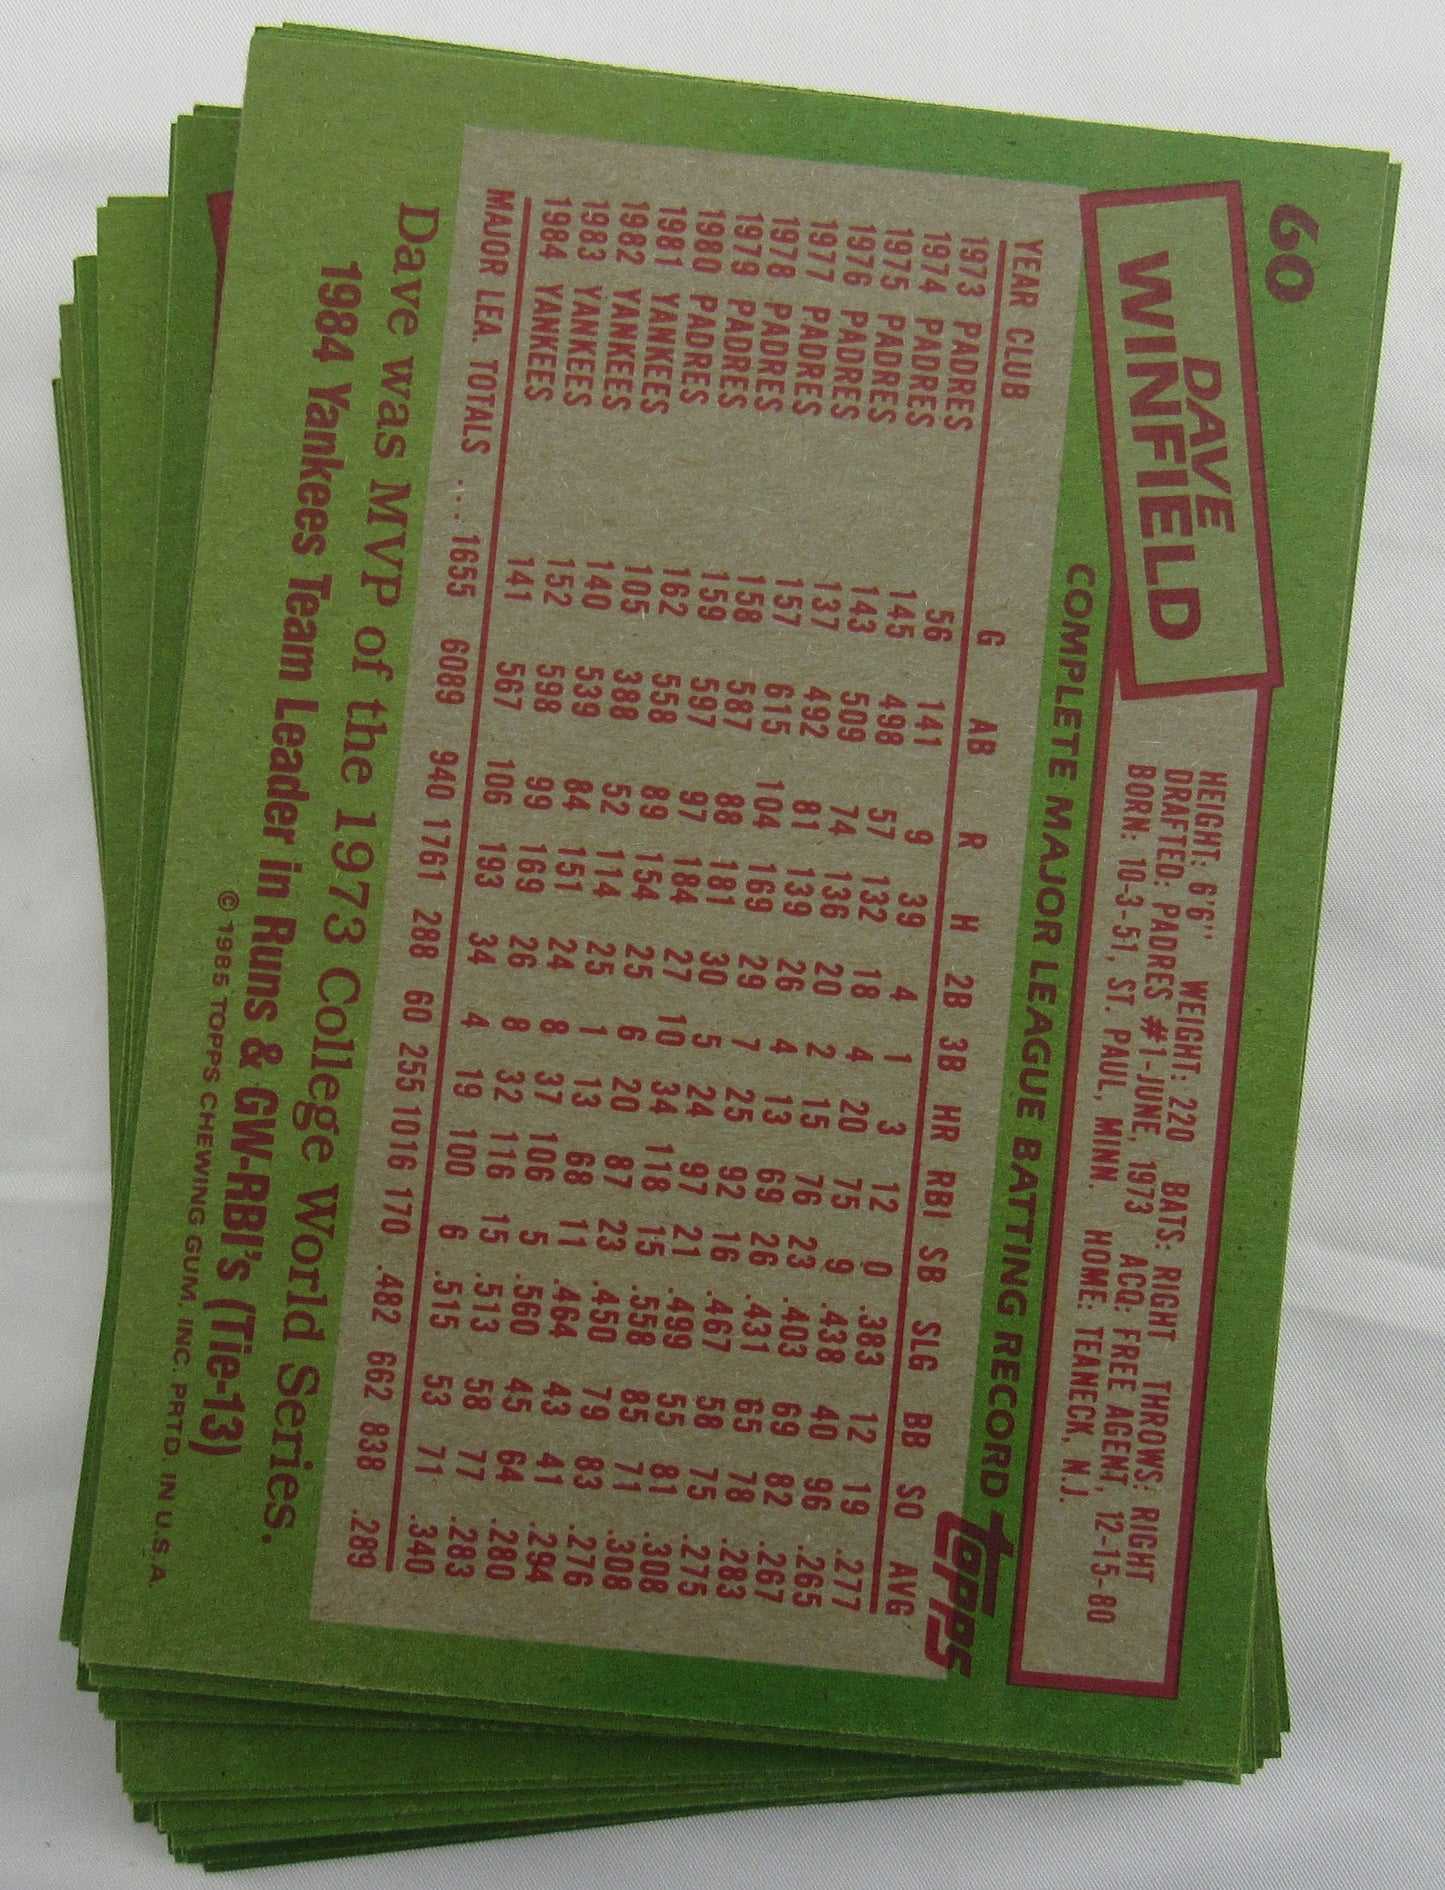 60
DAVE
WINFIELD
HEIGHT: 6'6" WEIGHT: 220 BATS: RIGHT THROWS: RIGHT
DRAFTED: PADRES #1-JUNE, 1973 ACQ: FREE AGENT, 12-15-80
BORN: 10-3-51, ST. PAUL, MINN. HOME: TEANECK, N.J.
COMPLETE MAJOR LEAGUE BATTING RECORD
topps
YEAR CLUB G AB R H 2B 3B HR RBI SB SLG BB SO AVG
1973 PADRES 56 141 9 39 4 1 3 12 0 .383 12 19 .277
1974 PADRES 145 498 57 132 18 4 20 75 9 .438 40 96 .265
1975 PADRES 143 509 74 136 20 2 15 76 23 .403 69 82 .267
1976 PADRES 137 492 81 139 26 4 13 69 26 .431 65 78 .283
1977 PADRES 157 615 104 169 29 7 25 92 16 .467 58 75 .275
1978 PADRES 158 587 88 181 30 5 24 97 21 .499 55 81 .308
1979 PADRES 159 597 97 184 27 10 34 118 15 .558 85 71 .308
1980 PADRES 162 558 89 154 25 6 20 87 23 .450 79 83 .276
1981 YANKEES 105 388 52 114 25 1 13 68 11 .464 43 41 .294
1982 YANKEES 140 539 84 151 24 8 37 106 5 .560 45 64 .280
1983 YANKEES 152 598 99 169 26 8 32 116 15 .513 58 77 .283
1984 YANKEES 141 567 106 193 34 4 19 100 6 .515 53 71 .340
MAJOR LEA. TOTALS ... 1655 6089 940 1761 288 60 255 1016 170 .482 662 838 .289
Dave was MVP of the 1973 College World Series.
1984 Yankees Team Leader in Runs & GW-RBI's (Tie-13)
© 1985 TOPPS CHEWING GUM, INC. PRTD. IN U.S.A.